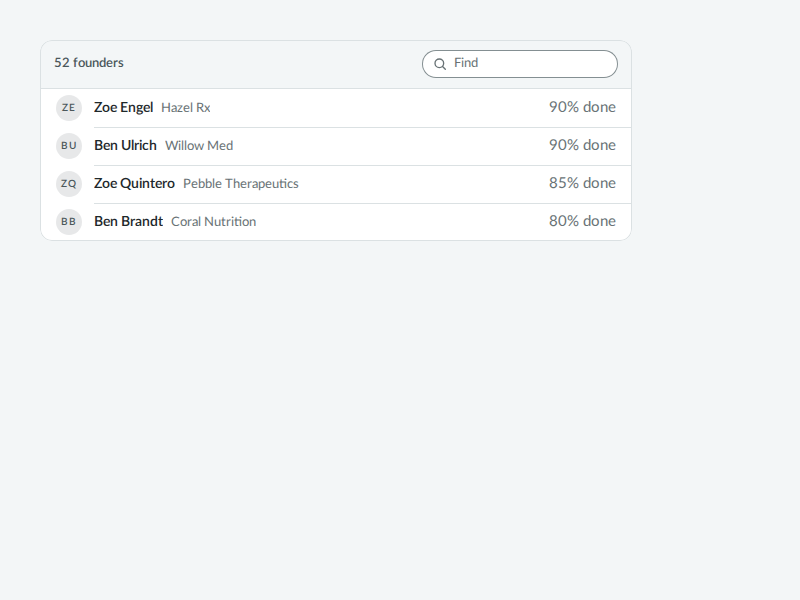 52 founders Find
ZE Zoe Engel Hazel Rx 90% done
BU Ben Ulrich Willow Med 90% done
ZQ Zoe Quintero Pebble Therapeutics 85% done
BB Ben Brandt Coral Nutrition 80% done